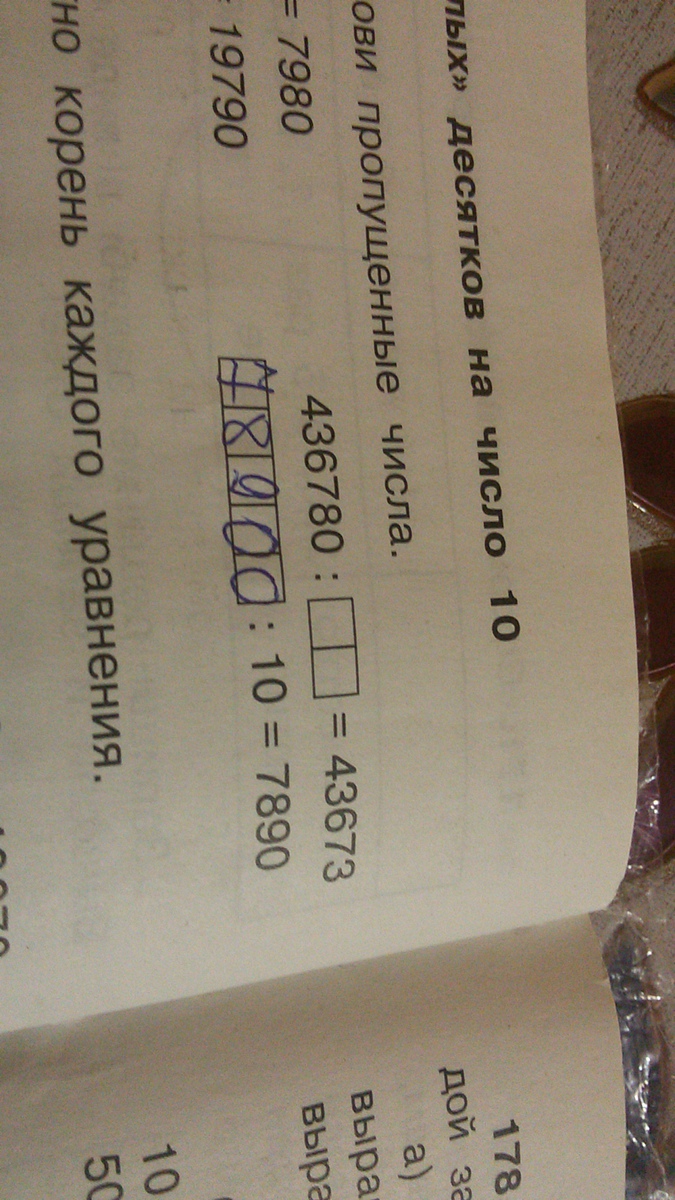 лых» десятков на число 10
ови пропущенные числа.
= 7980
436780 : = 43673
: 19790
78900 : 10 = 7890
но корень каждого уравнения.
178
дой за
а)
выра
выра
10
50